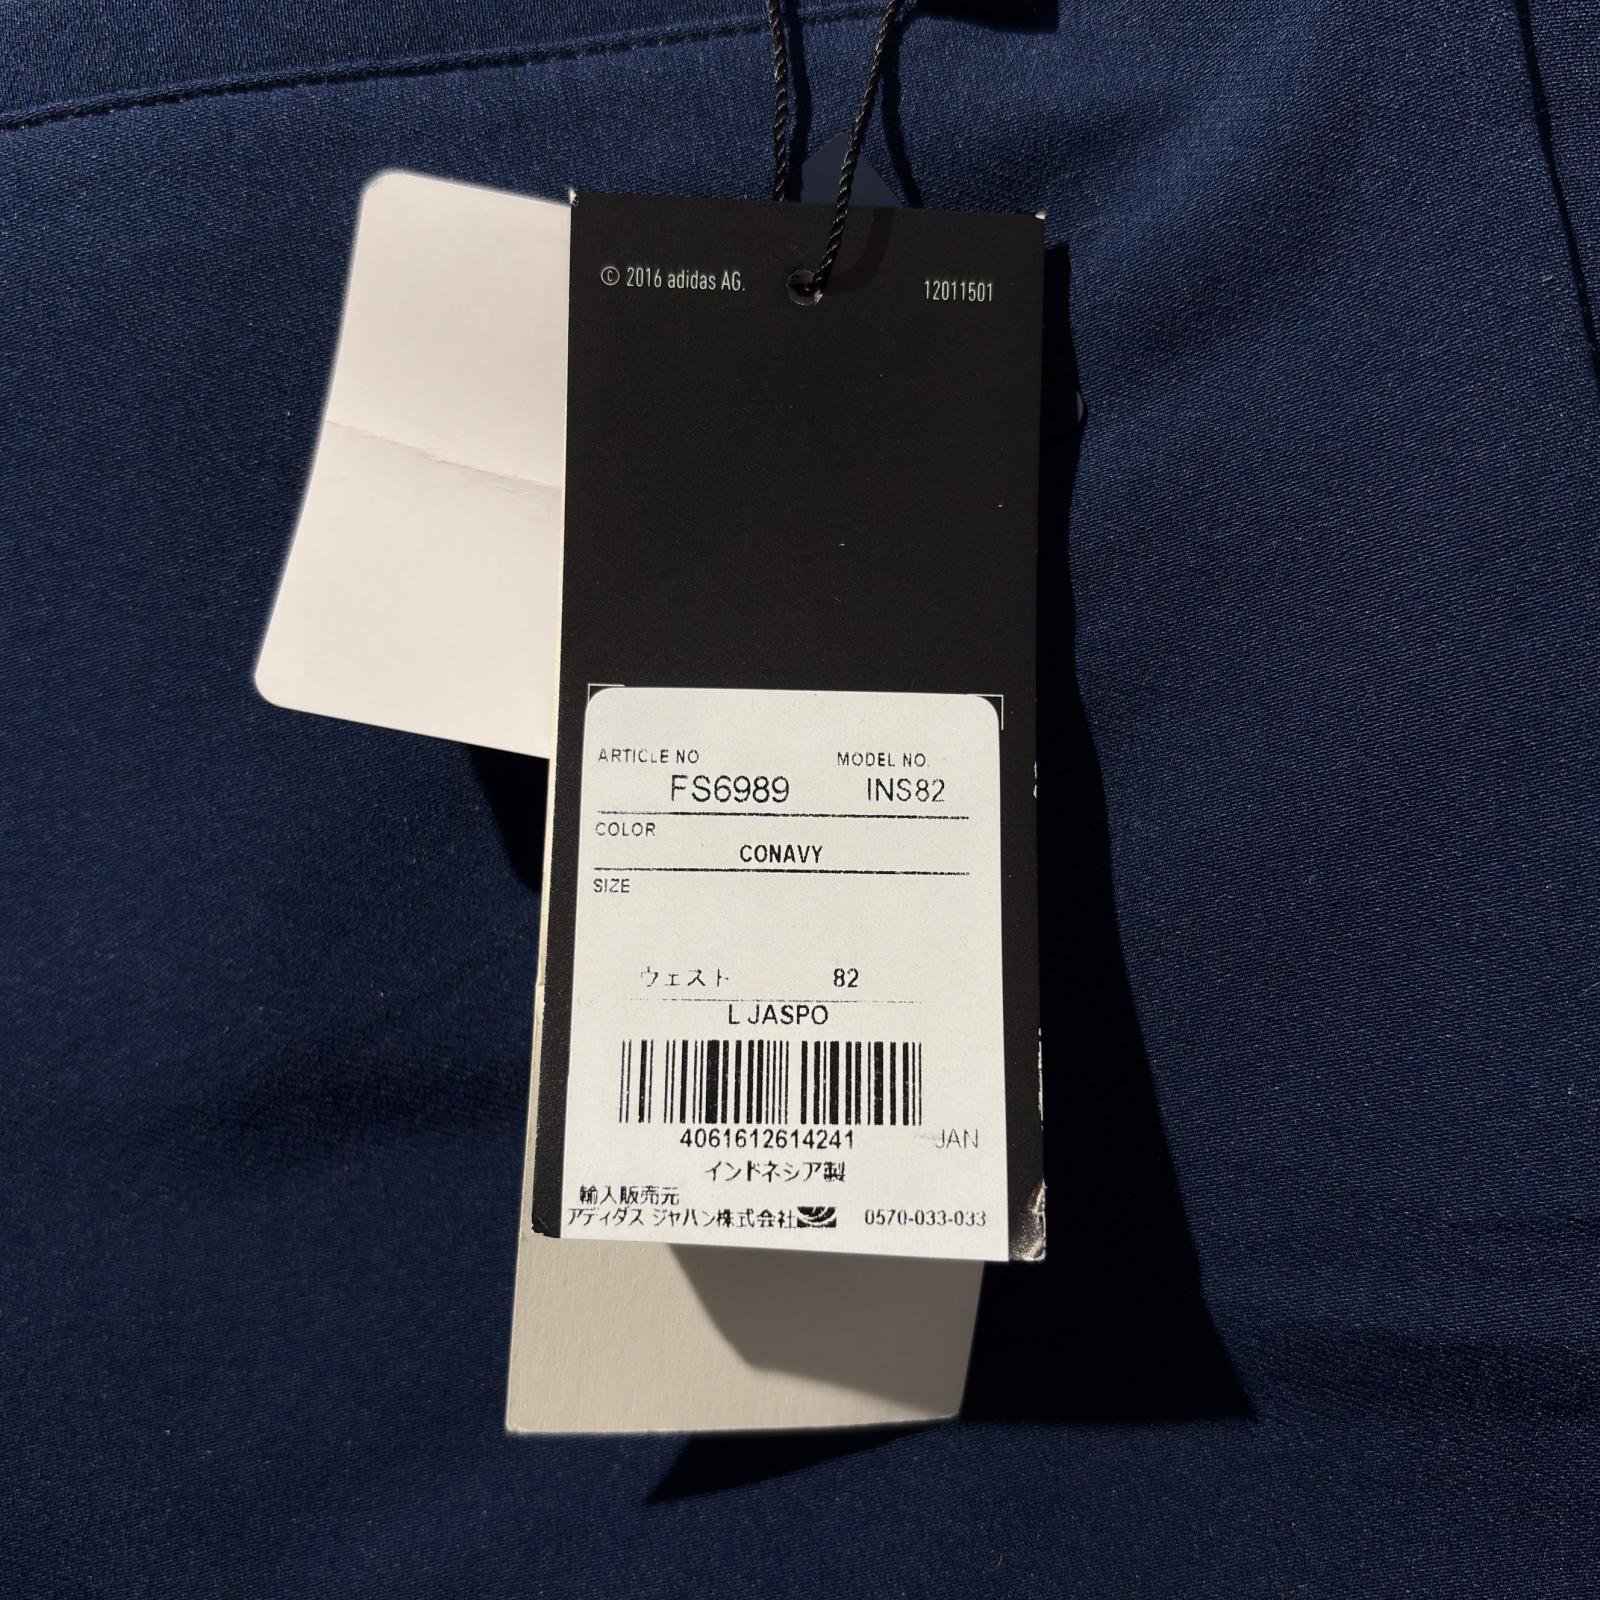 © 2016 adidas AG.
12011501
ARTICLE NO
MODEL NO.
FS6989
INS82
COLOR
CONAVY
SIZE
ウェスト 82
L JASPO
4061612614241
JAN
インドネシア製
輸入販売元
アディダス ジャパン株式会社
0570-033-033